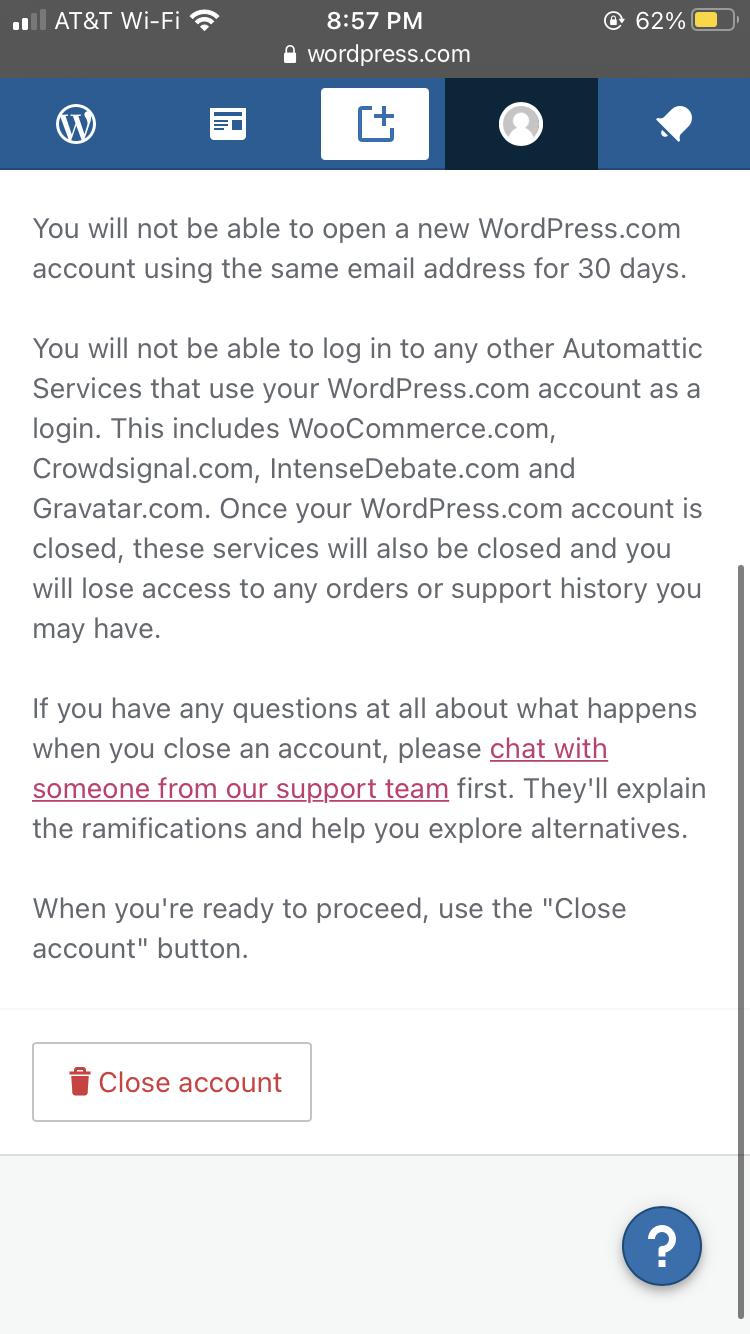 AT&T Wi-Fi 8:57 PM 62%
wordpress.com
You will not be able to open a new WordPress.com
account using the same email address for 30 days.
You will not be able to log in to any other Automattic
Services that use your WordPress.com account as a
login. This includes WooCommerce.com,
Crowdsignal.com, IntenseDebate.com and
Gravatar.com. Once your WordPress.com account is
closed, these services will also be closed and you
will lose access to any orders or support history you
may have.
If you have any questions at all about what happens
when you close an account, please chat with
someone from our support team first. They'll explain
the ramifications and help you explore alternatives.
When you're ready to proceed, use the "Close
account" button.
Close account
?